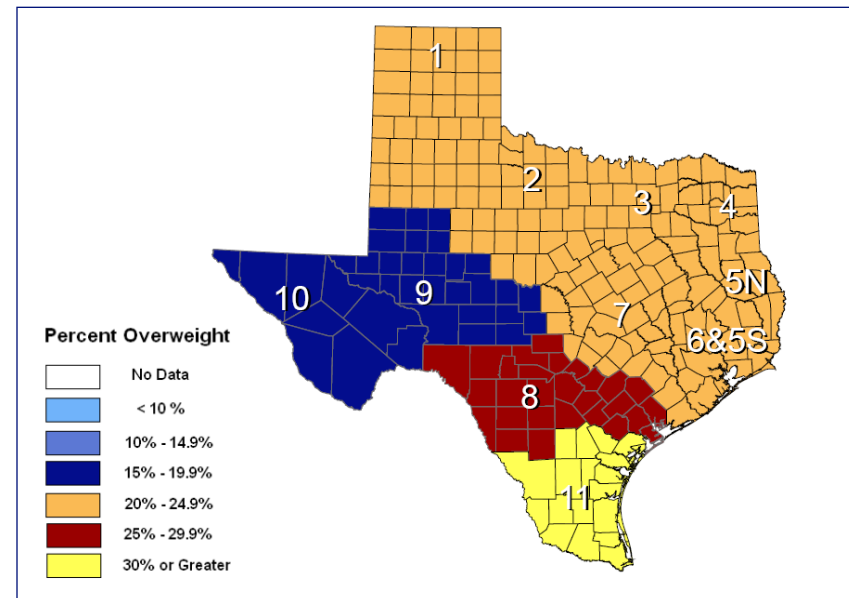 1
2
3
4
5N
10
9
7
6&5S
8
11
Percent Overweight
No Data
< 10 %
10% - 14.9%
15% - 19.9%
20% - 24.9%
25% - 29.9%
30% or Greater